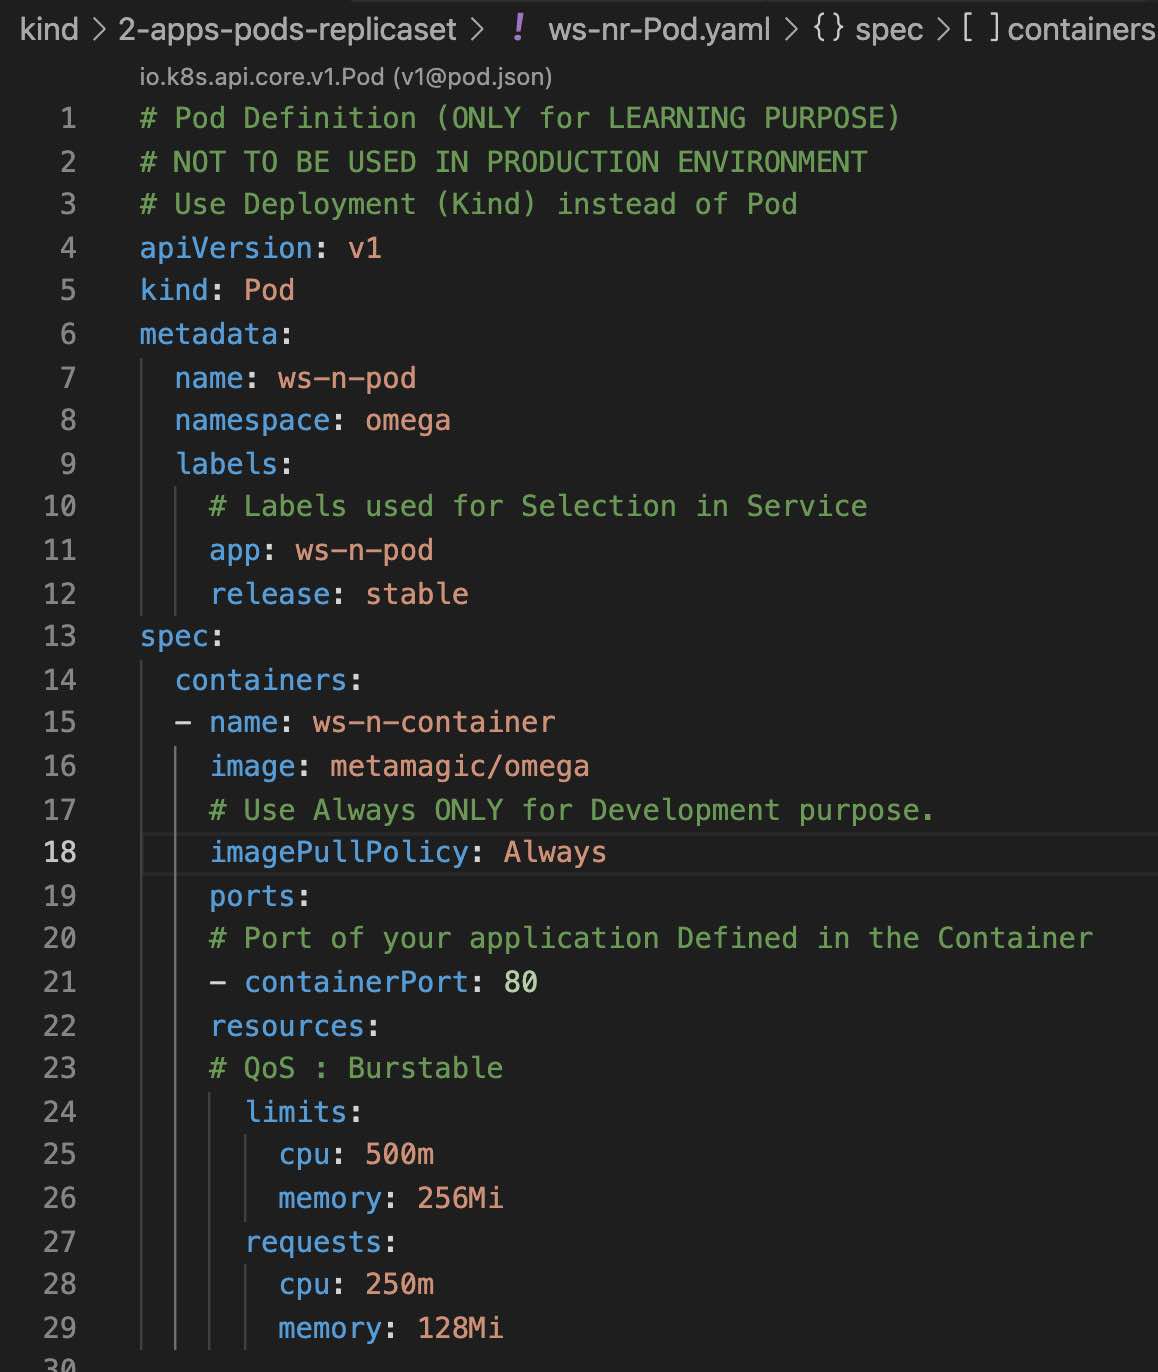 kind > 2-apps-pods-replicaset > ! ws-nr-Pod.yaml > {} spec > [ ] containers
io.k8s.api.core.v1.Pod (v1@pod.json)
1 # Pod Definition (ONLY for LEARNING PURPOSE)
2 # NOT TO BE USED IN PRODUCTION ENVIRONMENT
3 # Use Deployment (Kind) instead of Pod
4 apiVersion: v1
5 kind: Pod
6 metadata:
7   name: ws-n-pod
8   namespace: omega
9   labels:
10     # Labels used for Selection in Service
11     app: ws-n-pod
12     release: stable
13 spec:
14   containers:
15   - name: ws-n-container
16     image: metamagic/omega
17     # Use Always ONLY for Development purpose.
18     imagePullPolicy: Always
19     ports:
20     # Port of your application Defined in the Container
21     - containerPort: 80
22     resources:
23     # QoS : Burstable
24       limits:
25         cpu: 500m
26         memory: 256Mi
27       requests:
28         cpu: 250m
29         memory: 128Mi
30